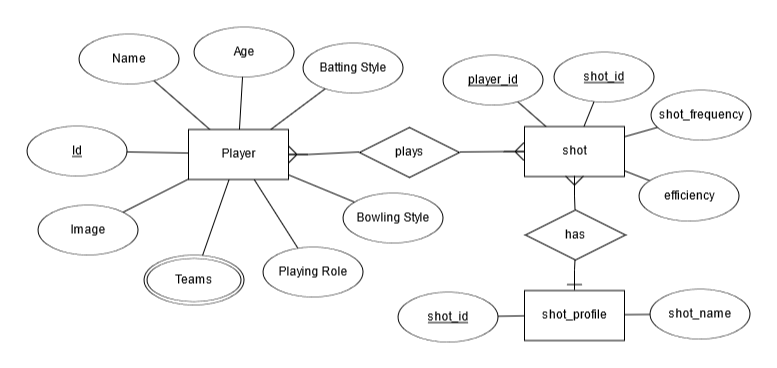 Name
Age
Batting Style
player_id
shot_id
shot_frequency
Id
Player
plays
shot
efficiency
Image
Bowling Style
has
Teams
Playing Role
shot_id
shot_profile
shot_name